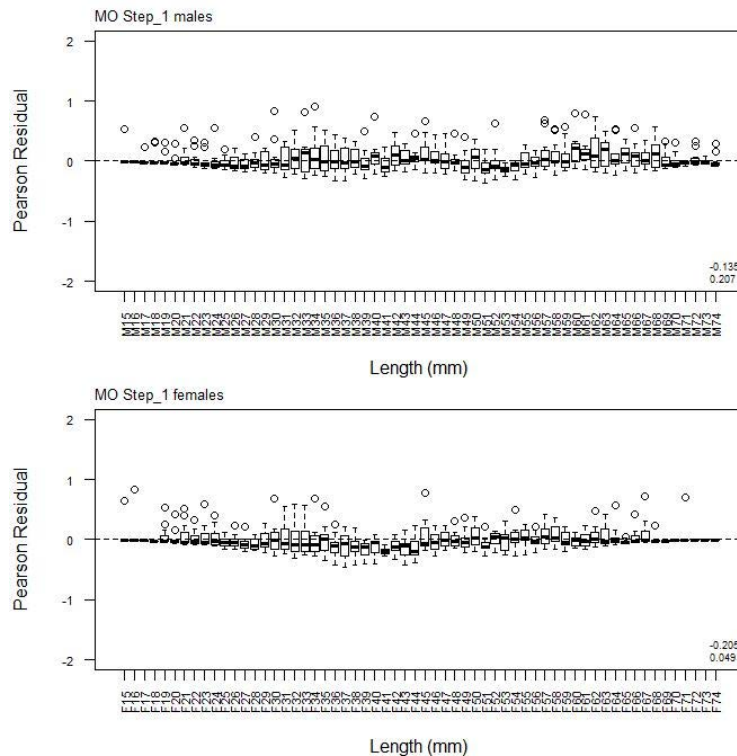 MO Step_1 males
2
1
0
-1
-2
Pearson Residual
-0.135
0.207
M15 M16 M17 M18 M19 M20 M21 M22 M23 M24 M25 M26 M27 M28 M29 M30 M31 M32 M33 M34 M35 M36 M37 M38 M39 M40 M41 M42 M43 M44 M45 M46 M47 M48 M49 M50 M51 M52 M53 M54 M55 M56 M57 M58 M59 M60 M61 M62 M63 M64 M65 M66 M67 M68 M69 M70 M71 M72 M73 M74
Length (mm)
MO Step_1 females
2
1
0
-1
-2
Pearson Residual
-0.205
0.049
F15 F16 F17 F18 F19 F20 F21 F22 F23 F24 F25 F26 F27 F28 F29 F30 F31 F32 F33 F34 F35 F36 F37 F38 F39 F40 F41 F42 F43 F44 F45 F46 F47 F48 F49 F50 F51 F52 F53 F54 F55 F56 F57 F58 F59 F60 F61 F62 F63 F64 F65 F66 F67 F68 F69 F70 F71 F72 F73 F74
Length (mm)